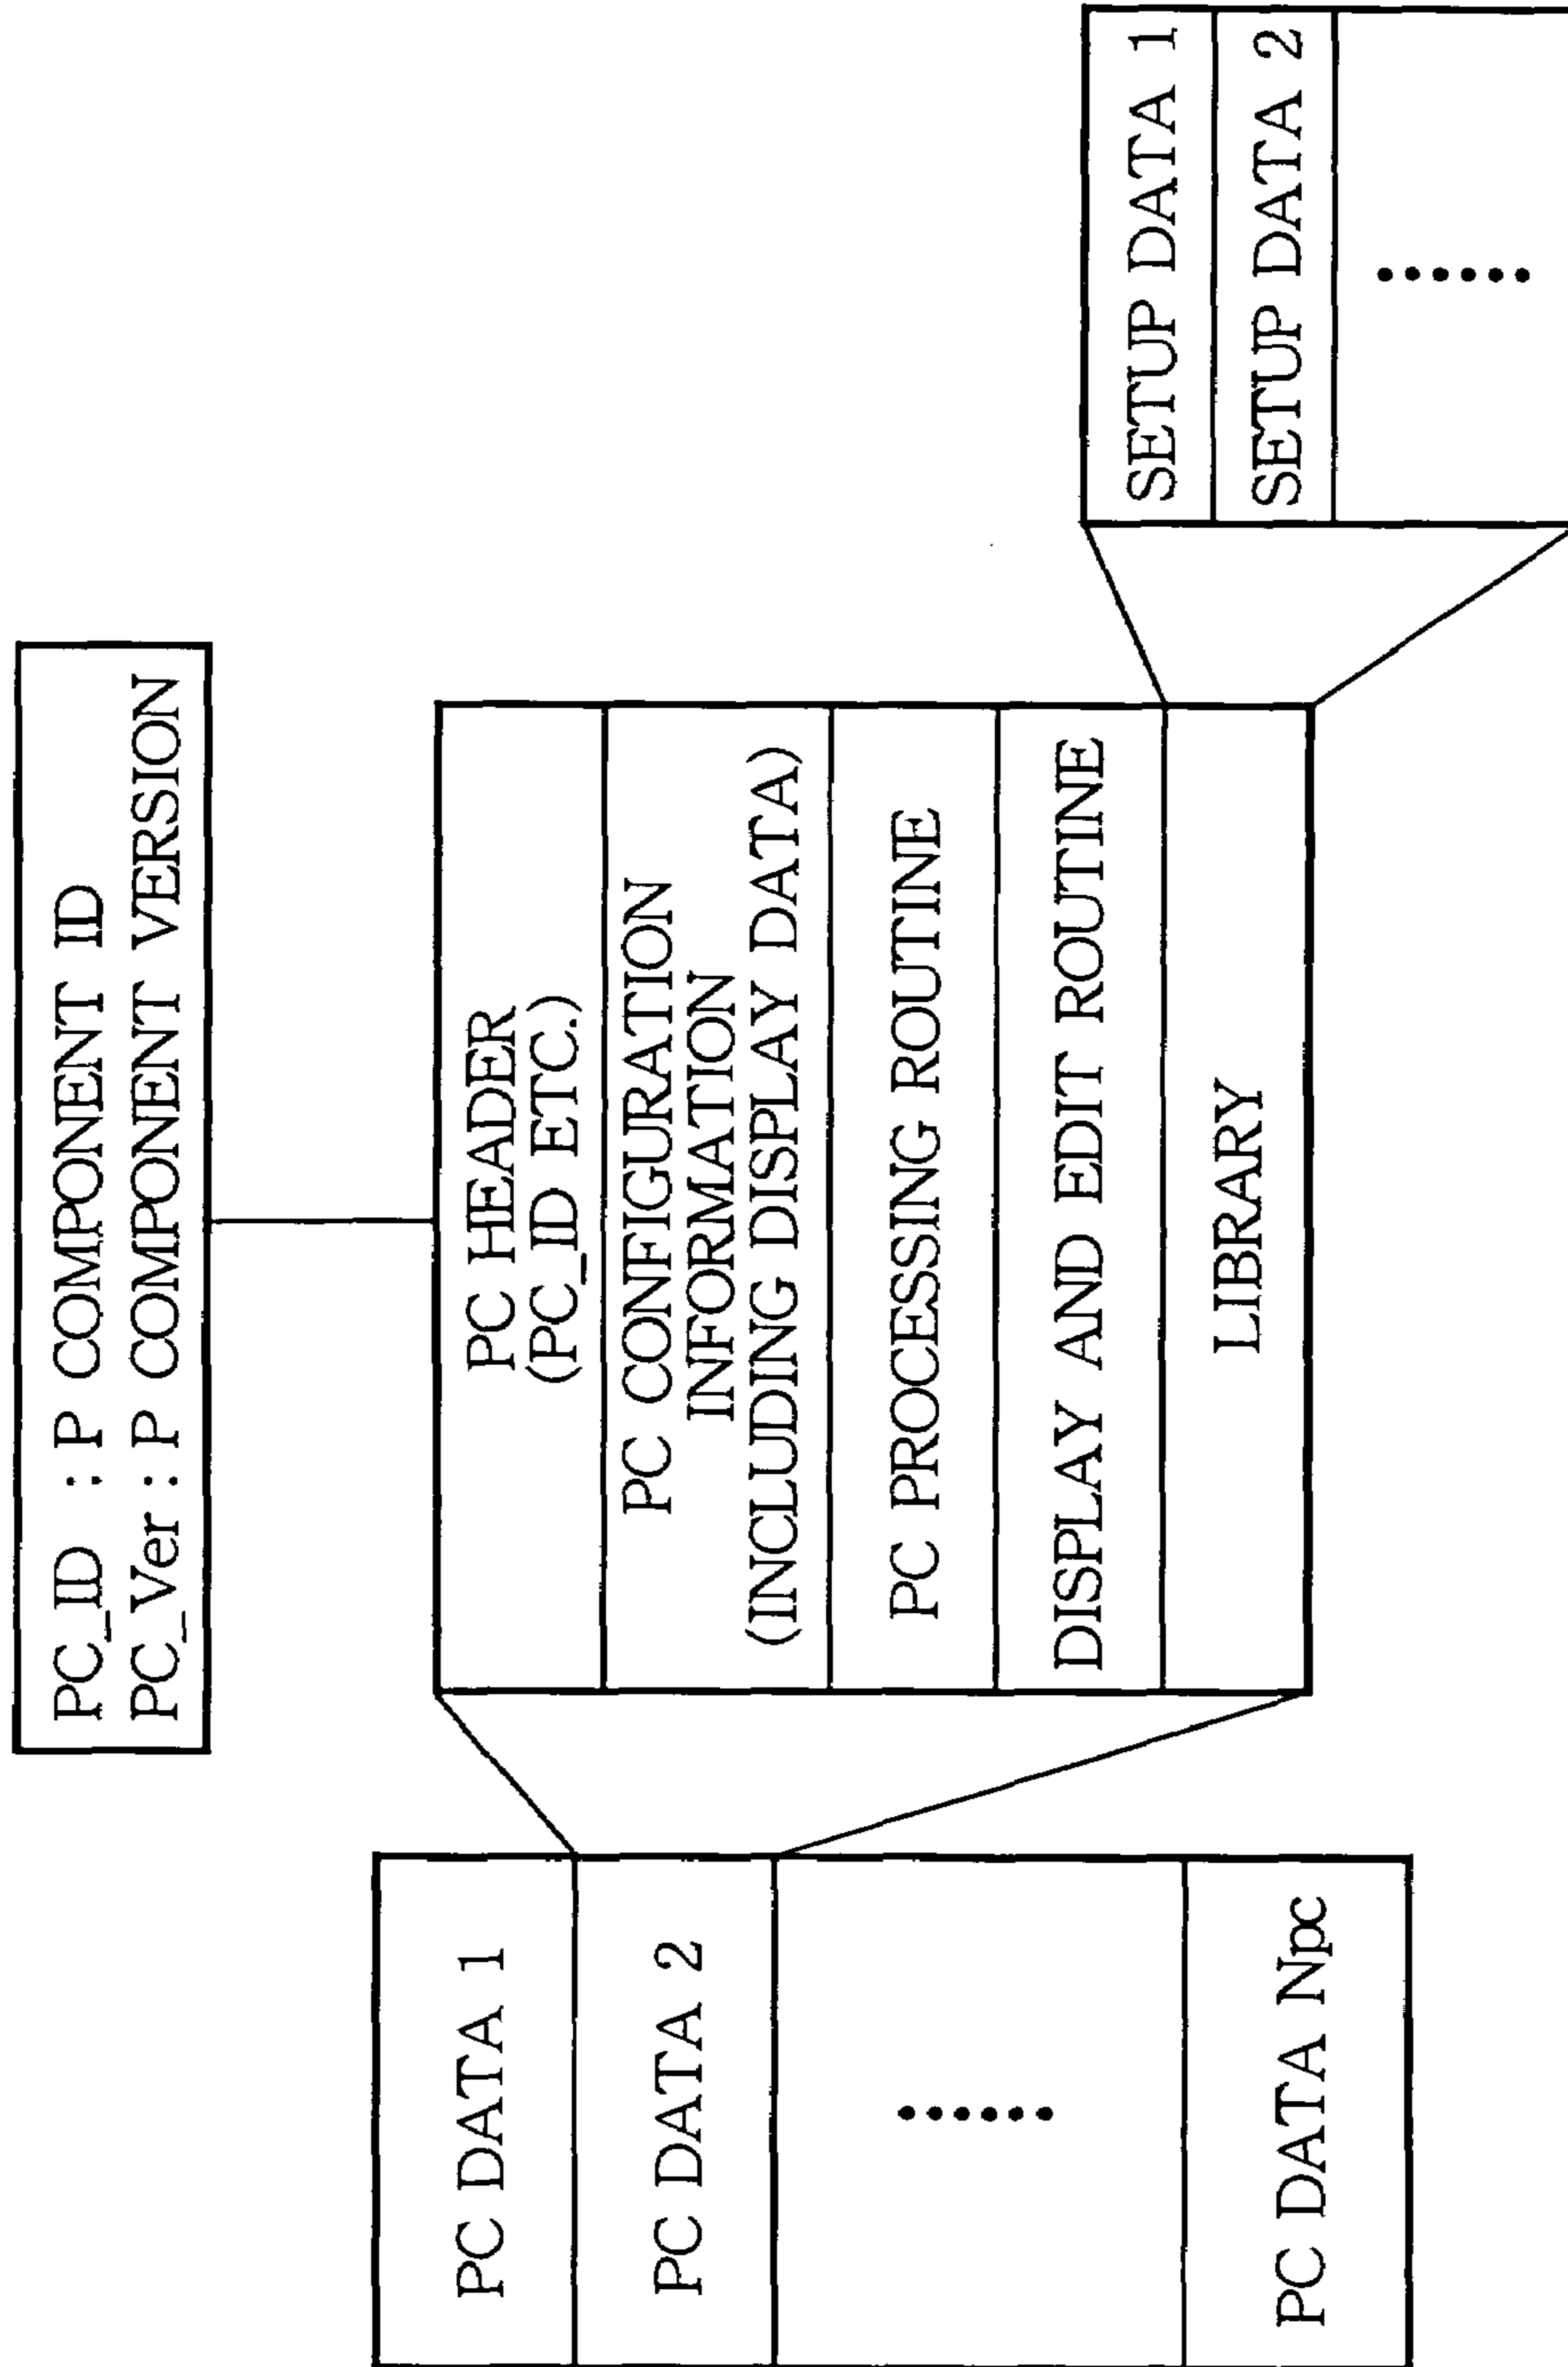 PC_ID : P COMPONENT ID
PC_Ver : P COMPONENT VERSION
PC DATA 1
PC DATA 2
......
PC DATA Npc
PC HEADER
(PC_ID ETC.)
PC CONFIGURATION
INFORMATION
(INCLUDING DISPLAY DATA)
PC PROCESSING ROUTINE
DISPLAY AND EDIT ROUTINE
LIBRARY
SETUP DATA 1
SETUP DATA 2
......